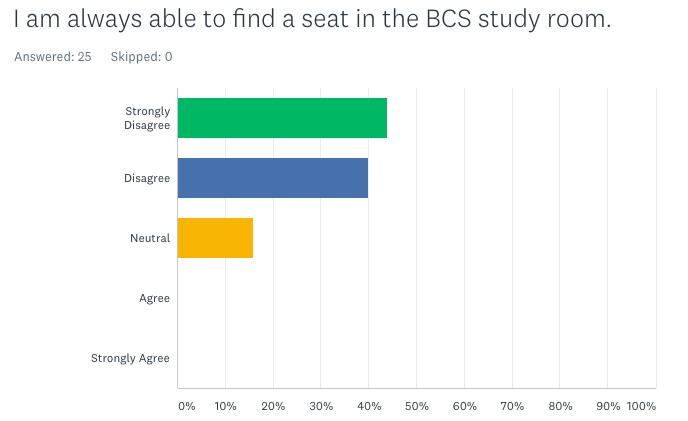 I am always able to find a seat in the BCS study room.
Answered: 25 Skipped: 0
Strongly
Disagree
Disagree
Neutral
Agree
Strongly Agree
0% 10% 20% 30% 40% 50% 60% 70% 80% 90% 100%